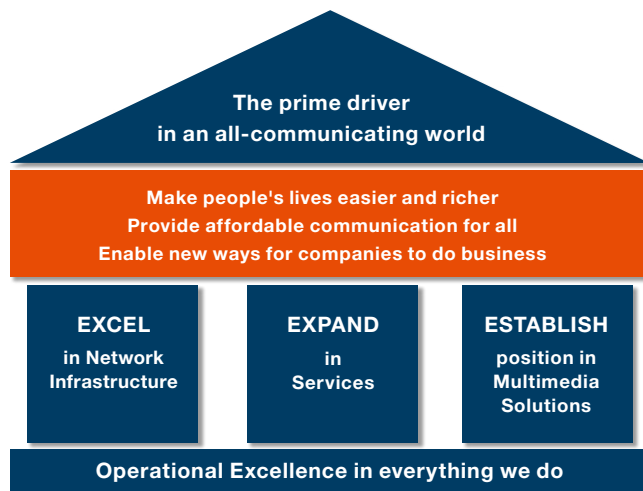 The prime driver
in an all-communicating world
Make people's lives easier and richer
Provide affordable communication for all
Enable new ways for companies to do business
EXCEL
in Network
Infrastructure
EXPAND
in
Services
ESTABLISH
position in
Multimedia
Solutions
Operational Excellence in everything we do